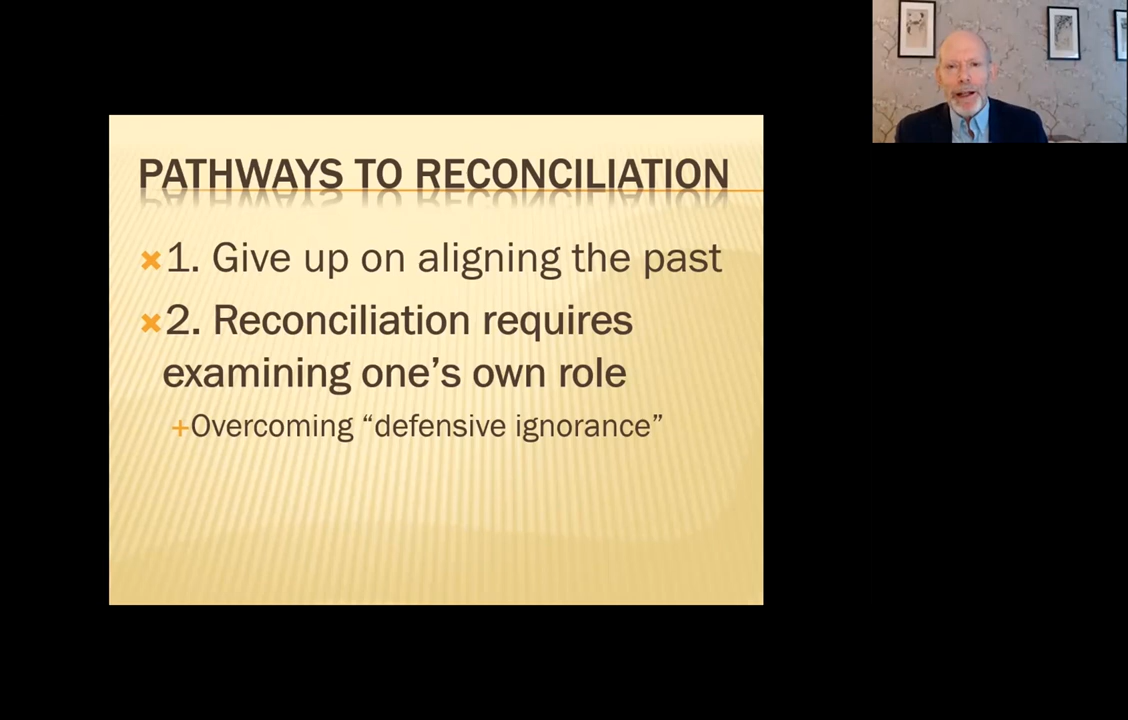 PATHWAYS TO RECONCILIATION
1. Give up on aligning the past
2. Reconciliation requires
examining one’s own role
+Overcoming “defensive ignorance”